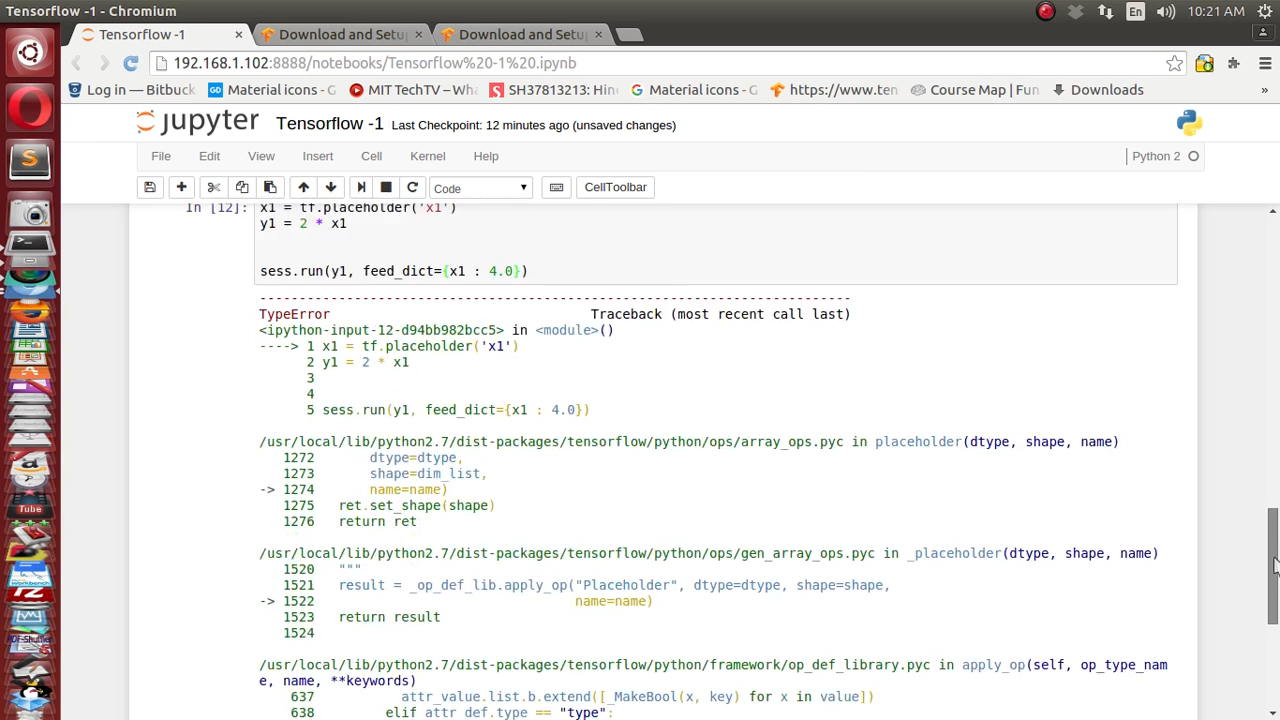 Tensorflow -1 - Chromium
En
10:21 AM
Tensorflow -1
Download and Setu
Download and Setu
192.168.1.102:8888/notebooks/Tensorflow%20-1%20.ipynb
Log in — Bitbuck
Material icons - G
MIT TechTV – Wha
SH37813213: Hin
Material icons - G
https://www.ten
Course Map | Fun
Downloads
»
jupyter
Tensorflow -1 Last Checkpoint: 12 minutes ago (unsaved changes)
File Edit View Insert Cell Kernel Help
Python 2
Code
CellToolbar
In [12]: x1 = tf.placeholder('x1')
y1 = 2 * x1
sess.run(y1, feed_dict={x1 : 4.0})
---------------------------------------------------------------------------
TypeError Traceback (most recent call last)
<ipython-input-12-d94bb982bcc5> in <module>()
----> 1 x1 = tf.placeholder('x1')
2 y1 = 2 * x1
3
4
5 sess.run(y1, feed_dict={x1 : 4.0})
/usr/local/lib/python2.7/dist-packages/tensorflow/python/ops/array_ops.pyc in placeholder(dtype, shape, name)
1272 dtype=dtype,
1273 shape=dim_list,
-> 1274 name=name)
1275 ret.set_shape(shape)
1276 return ret
/usr/local/lib/python2.7/dist-packages/tensorflow/python/ops/gen_array_ops.pyc in _placeholder(dtype, shape, name)
1520 """
1521 result = _op_def_lib.apply_op("Placeholder", dtype=dtype, shape=shape,
-> 1522 name=name)
1523 return result
1524
/usr/local/lib/python2.7/dist-packages/tensorflow/python/framework/op_def_library.pyc in apply_op(self, op_type_nam
e, name, **keywords)
637 attr_value.list.b.extend([_MakeBool(x, key) for x in value])
638 elif attr_def.type == "type":
Tube